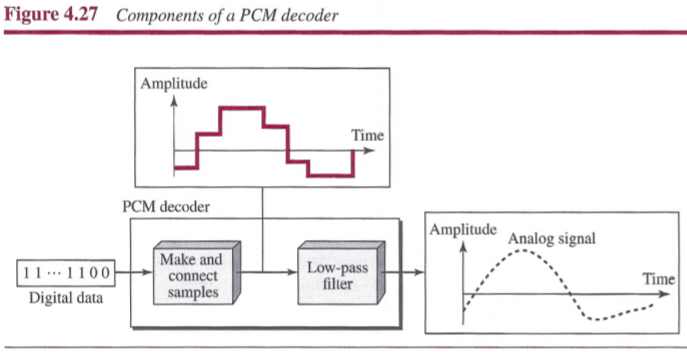 Figure 4.27 Components of a PCM decoder
Amplitude
Time
PCM decoder
11···1100
Digital data
Make and
connect
samples
Low-pass
filter
Amplitude
Analog signal
Time